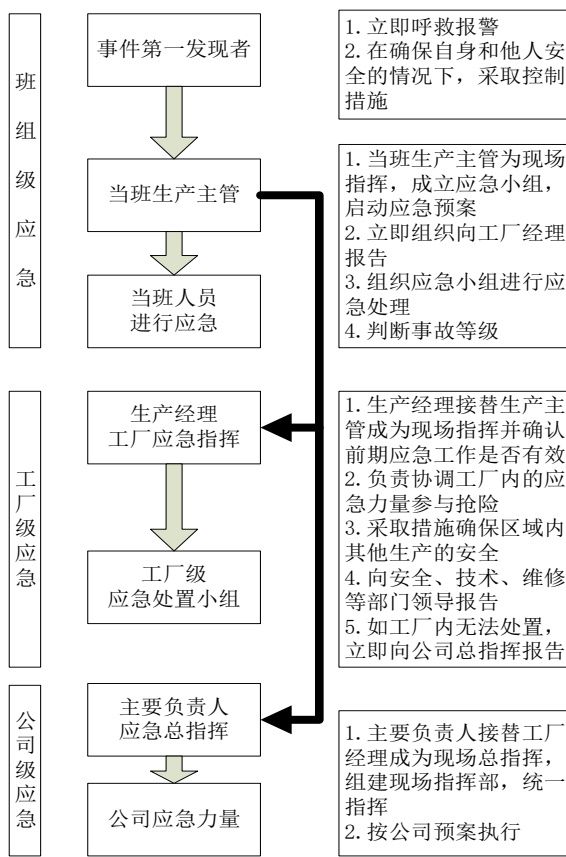 班组级应急
事件第一发现者
1. 立即呼救报警
2. 在确保自身和他人安
全的情况下，采取控制
措施
当班生产主管
1. 当班生产主管为现场
指挥，成立应急小组，
启动应急预案
2. 立即组织向工厂经理
报告
3. 组织应急小组进行应
急处理
4. 判断事故等级
当班人员
进行应急
工厂级应急
生产经理
工厂应急指挥
1. 生产经理接替生产主
管成为现场指挥并确认
前期应急工作是否有效
2. 负责协调工厂内的应
急力量参与抢险
3. 采取措施确保区域内
其他生产的安全
4. 向安全、技术、维修
等部门领导报告
5. 如工厂内无法处置，
立即向公司总指挥报告
工厂级
应急处置小组
公司级应急
主要负责人
应急总指挥
1. 主要负责人接替工厂
经理成为现场总指挥，
组建现场指挥部，统一
指挥
2. 按公司预案执行
公司应急力量